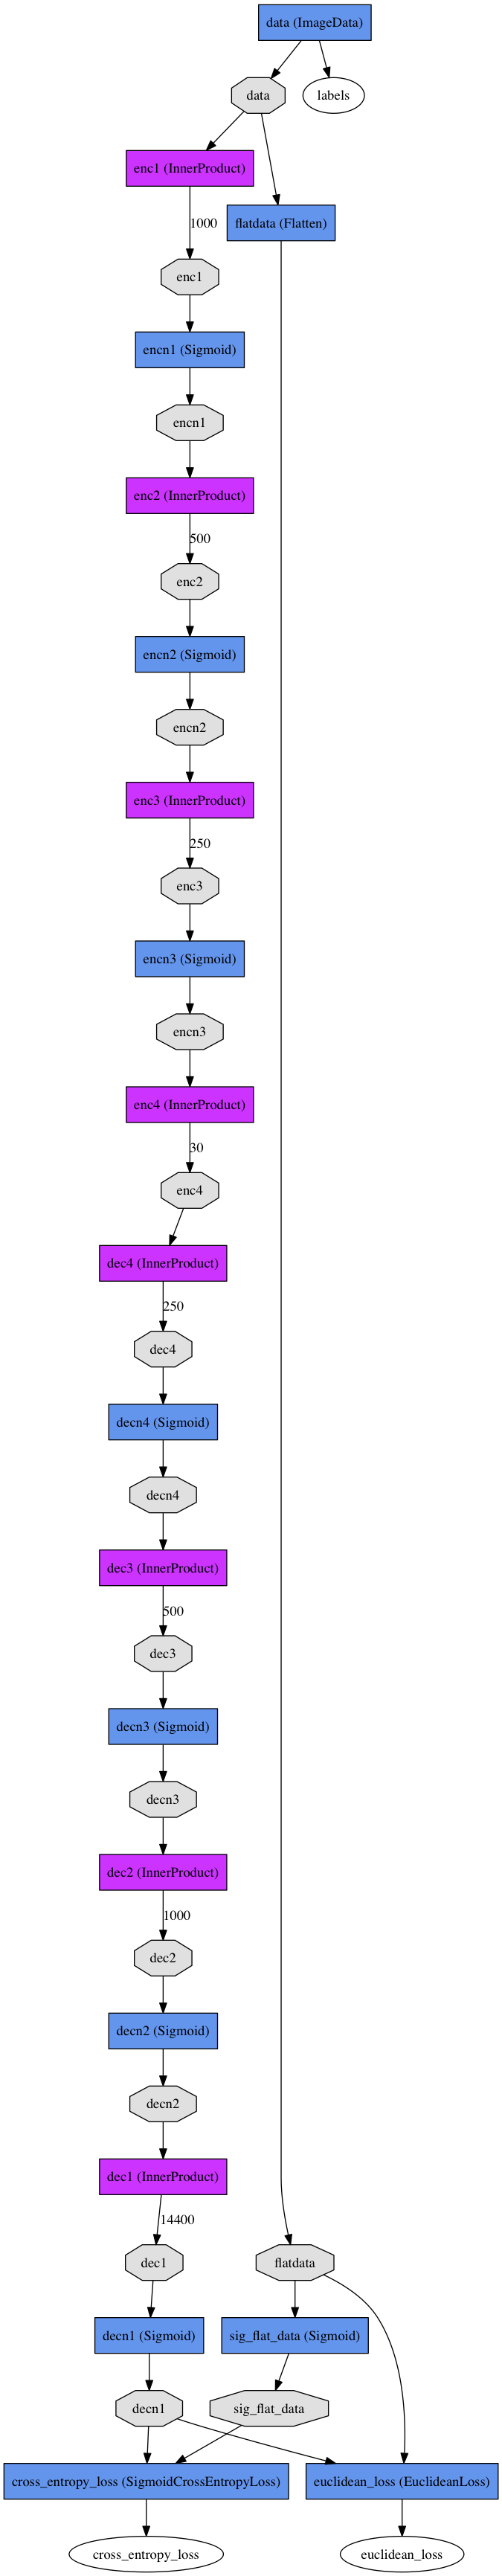 data (ImageData)
data
labels
enc1 (InnerProduct)
flatdata (Flatten)
1000
enc1
encn1 (Sigmoid)
encn1
enc2 (InnerProduct)
500
enc2
encn2 (Sigmoid)
encn2
enc3 (InnerProduct)
250
enc3
encn3 (Sigmoid)
encn3
enc4 (InnerProduct)
30
enc4
dec4 (InnerProduct)
250
dec4
decn4 (Sigmoid)
decn4
dec3 (InnerProduct)
500
dec3
decn3 (Sigmoid)
decn3
dec2 (InnerProduct)
1000
dec2
decn2 (Sigmoid)
decn2
dec1 (InnerProduct)
14400
dec1
flatdata
decn1 (Sigmoid)
sig_flat_data (Sigmoid)
decn1
sig_flat_data
cross_entropy_loss (SigmoidCrossEntropyLoss)
euclidean_loss (EuclideanLoss)
cross_entropy_loss
euclidean_loss